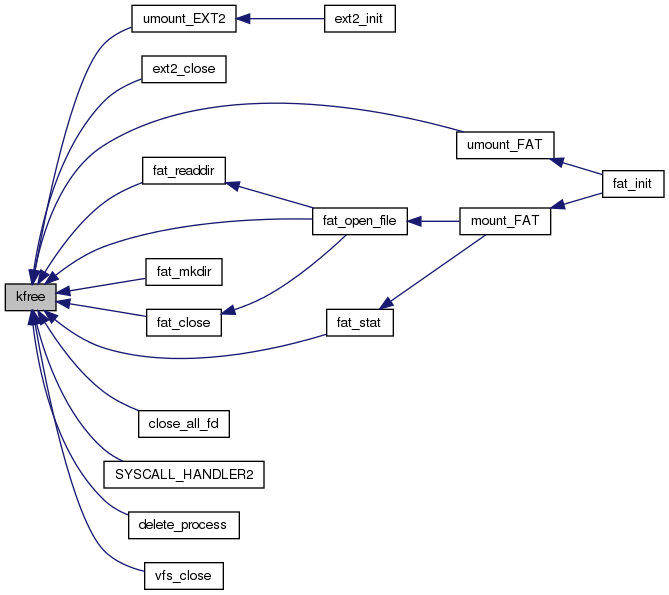 umount_EXT2
ext2_init
ext2_close
umount_FAT
fat_readdir
fat_init
fat_open_file
mount_FAT
fat_mkdir
kfree
fat_close
fat_stat
close_all_fd
SYSCALL_HANDLER2
delete_process
vfs_close